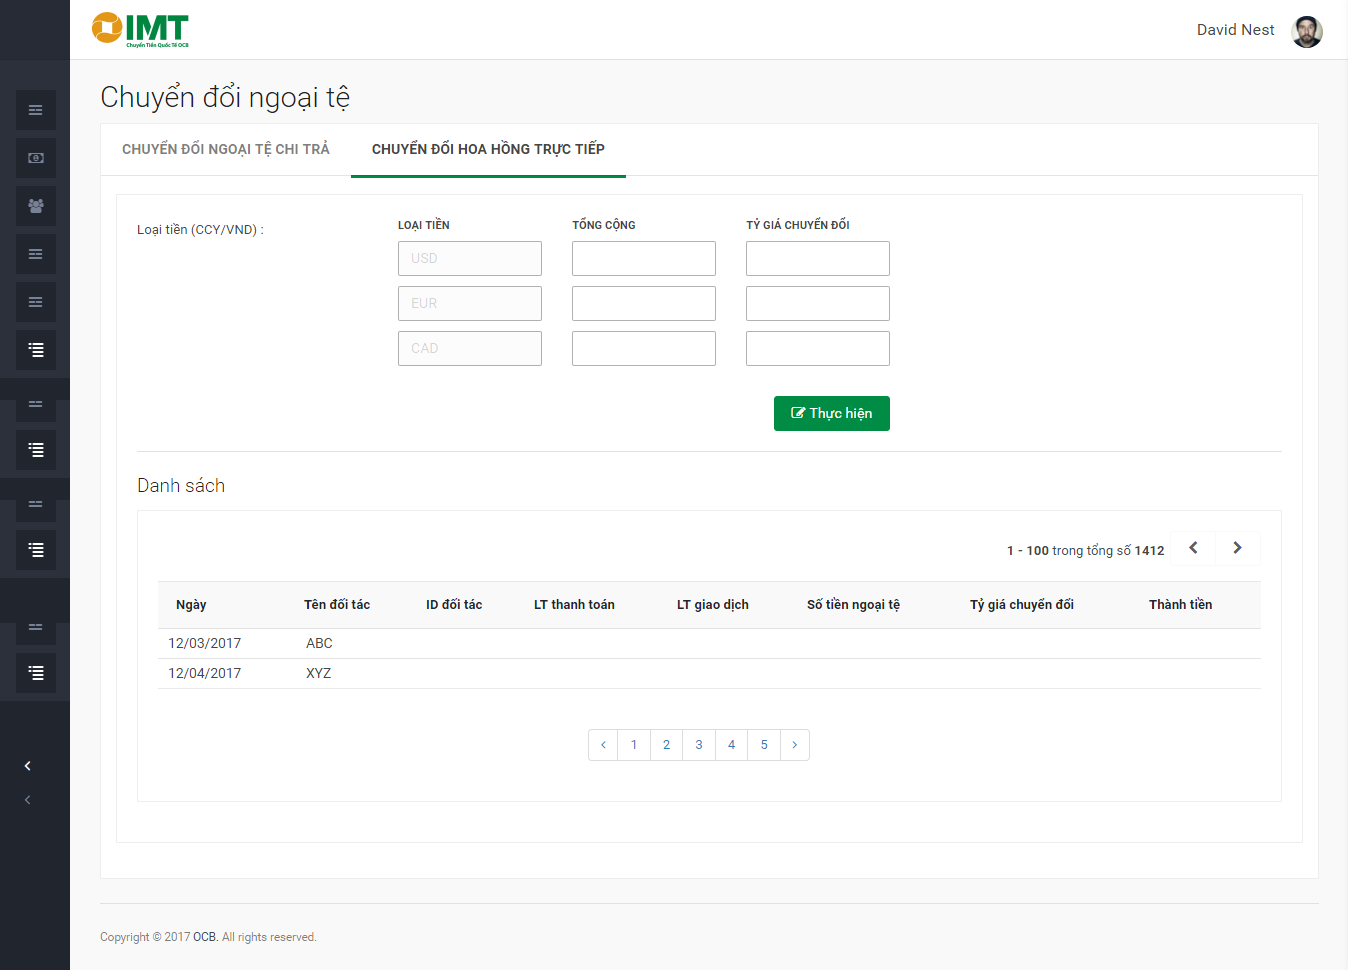 IMT
Chuyển Tiền Quốc Tế OCB
David Nest
Chuyển đổi ngoại tệ
CHUYỂN ĐỔI NGOẠI TỆ CHI TRẢ CHUYỂN ĐỔI HOA HỒNG TRỰC TIẾP
Loại tiền (CCY/VND) :
LOẠI TIỀN TỔNG CỘNG TỶ GIÁ CHUYỂN ĐỔI
USD
EUR
CAD
Thực hiện
Danh sách
1 - 100 trong tổng số 1412
Ngày Tên đối tác ID đối tác LT thanh toán LT giao dịch Số tiền ngoại tệ Tỷ giá chuyển đổi Thành tiền
12/03/2017 ABC
12/04/2017 XYZ
‹ 1 2 3 4 5 ›
Copyright © 2017 OCB. All rights reserved.